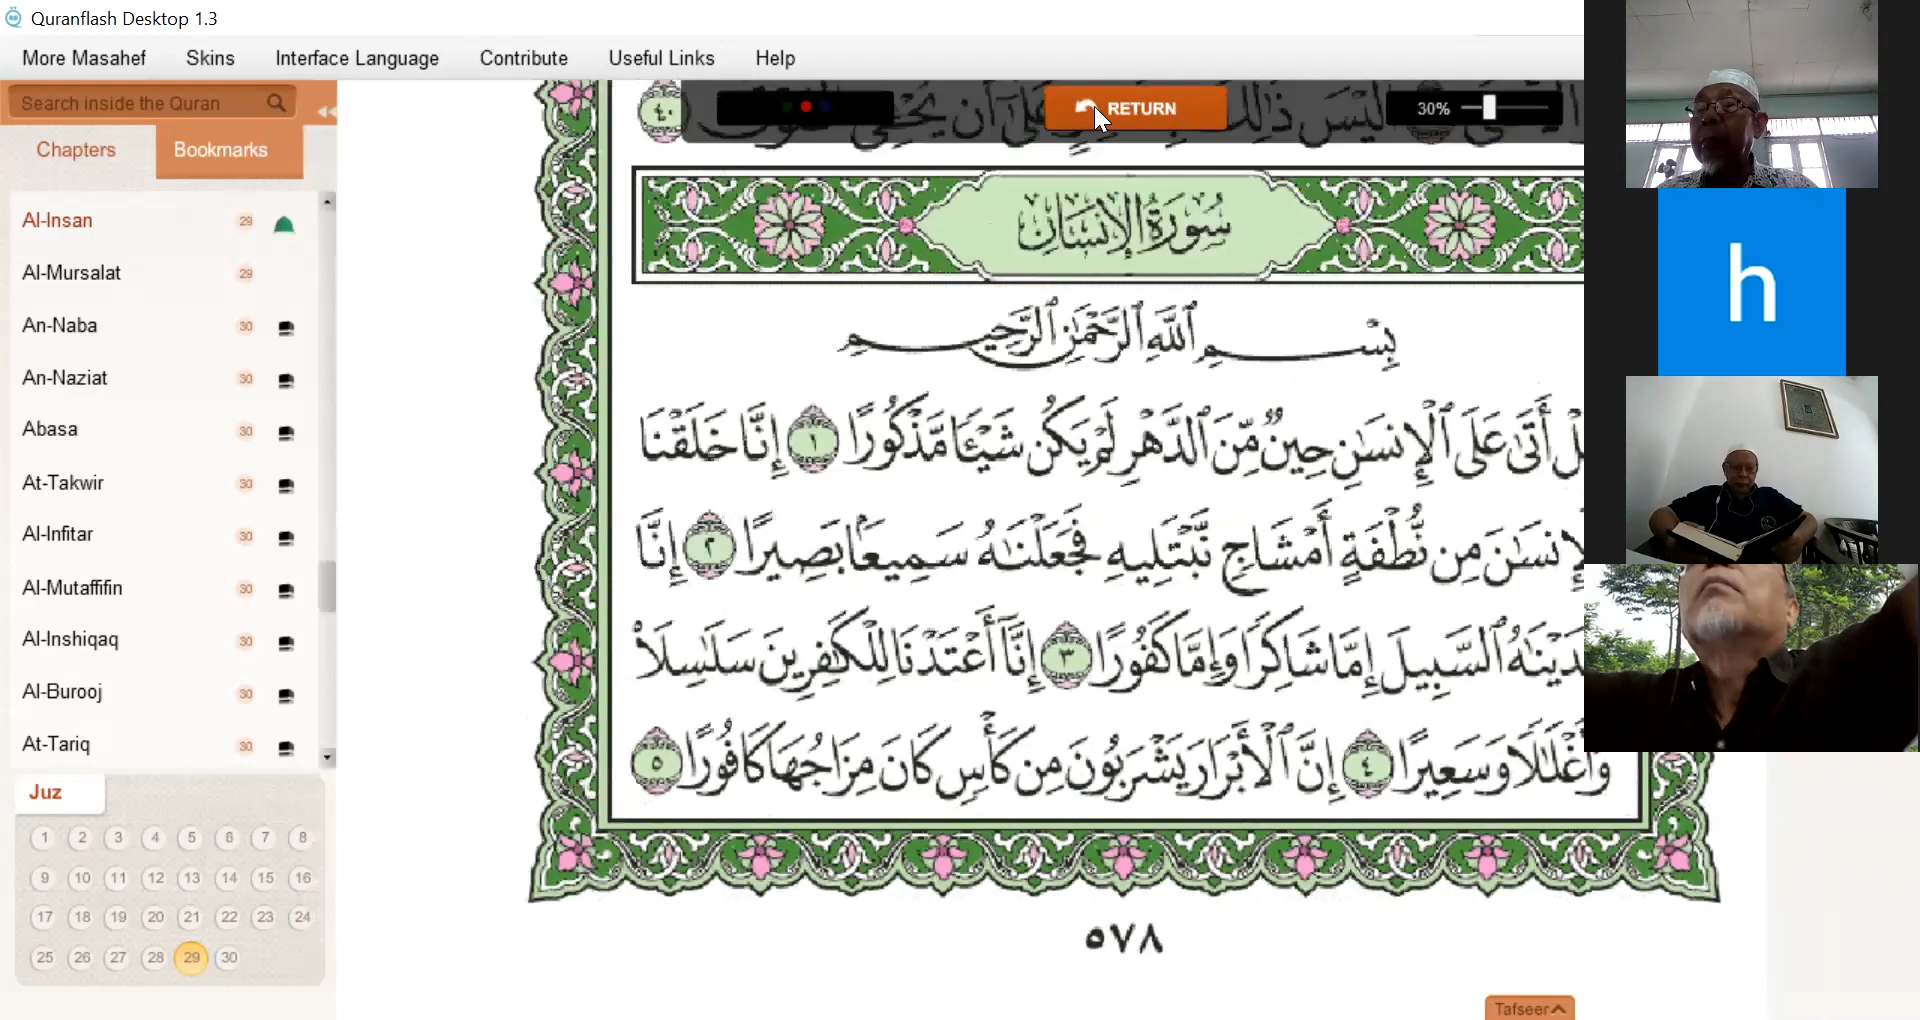 Quranflash Desktop 1.3
More Masahef Skins Interface Language Contribute Useful Links Help
Search inside the Quran
Chapters Bookmarks
Al-Insan 29
Al-Mursalat 29
An-Naba 30
An-Naziat 30
Abasa 30
At-Takwir 30
Al-Infitar 30
Al-Mutaffifin 30
Al-Inshiqaq 30
Al-Burooj 30
At-Tariq 30
Juz
1 2 3 4 5 6 7 8
9 10 11 12 13 14 15 16
17 18 19 20 21 22 23 24
25 26 27 28 29 30
RETURN
30%
٤٠ أَلَيْسَ ذَٰلِكَ عَلَىٰٓ أَن يُحْـِۧىَ
سُورَةُ الإِنسَان
بِسْمِ ٱللَّهِ ٱلرَّحْمَٰنِ ٱلرَّحِيمِ
أَتَىٰ عَلَى ٱلْإِنسَٰنِ حِينٌ مِّنَ ٱلدَّهْرِ لَمْ يَكُن شَيْـًٔا مَّذْكُورًا ١ إِنَّا خَلَقْنَا
مِن نُّطْفَةٍ أَمْشَاجٍ نَّبْتَلِيهِ فَجَعَلْنَٰهُ سَمِيعًۢا بَصِيرًا ٢ إِنَّا
ٱلسَّبِيلَ إِمَّا شَاكِرًا وَإِمَّا كَفُورًا ٣ إِنَّآ أَعْتَدْنَا لِلْكَٰفِرِينَ سَلَٰسِلَا۟
وَأَغْلَٰلًا وَسَعِيرًا ٤ إِنَّ ٱلْأَبْرَارَ يَشْرَبُونَ مِن كَأْسٍ كَانَ مِزَاجُهَا كَافُورًا ٥
٥٧٨
Tafseer
h